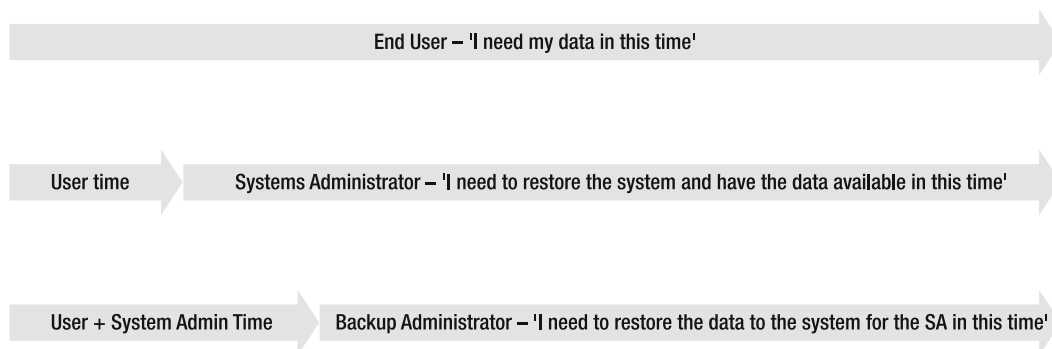 End User – 'I need my data in this time'
User time
Systems Administrator – 'I need to restore the system and have the data available in this time'
User + System Admin Time
Backup Administrator – 'I need to restore the data to the system for the SA in this time'